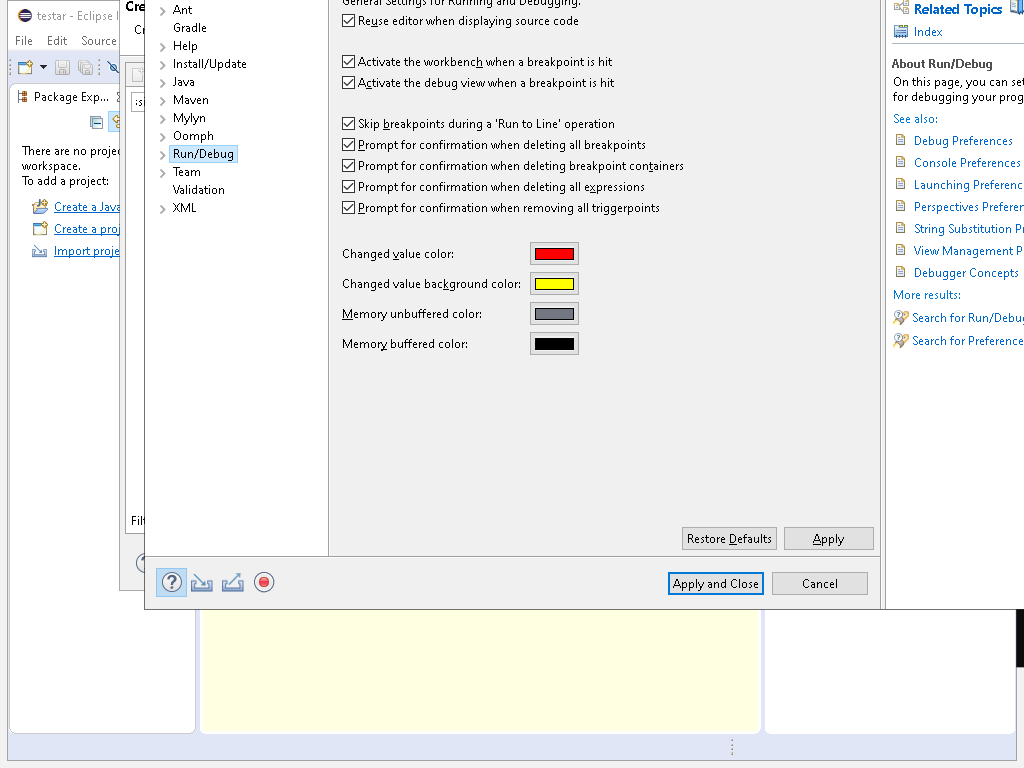 testar - Eclipse I
File Edit Source
Package Exp...
There are no proje
workspace.
To add a project:
Create a Java
Create a proj
Import proje
Cre
Cr
Filt
Ant
Gradle
Help
Install/Update
Java
Maven
Mylyn
Oomph
Run/Debug
Team
Validation
XML
General Settings for Running and Debugging.
Reuse editor when displaying source code
Activate the workbench when a breakpoint is hit
Activate the debug view when a breakpoint is hit
Skip breakpoints during a 'Run to Line' operation
Prompt for confirmation when deleting all breakpoints
Prompt for confirmation when deleting breakpoint containers
Prompt for confirmation when deleting all expressions
Prompt for confirmation when removing all triggerpoints
Changed value color:
Changed value background color:
Memory unbuffered color:
Memory buffered color:
Restore Defaults Apply
Apply and Close Cancel
Related Topics
Index
About Run/Debug
On this page, you can set
for debugging your prog
See also:
Debug Preferences
Console Preferences
Launching Preferenc
Perspectives Preferen
String Substitution Pr
View Management P
Debugger Concepts
More results:
Search for Run/Debug
Search for Preference